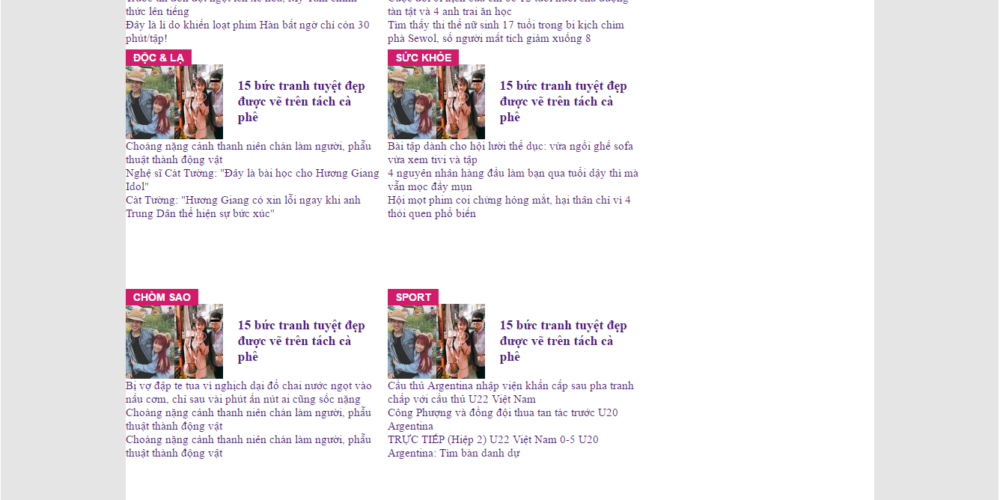 thức lên tiếng
Đây là lí do khiến loạt phim Hàn bất ngờ chỉ còn 30
phút/tập!
tàn tật và 4 anh trai ăn học
Tìm thấy thi thể nữ sinh 17 tuổi trong bi kịch chìm
phà Sewol, số người mất tích giảm xuống 8
ĐỘC & LẠ
15 bức tranh tuyệt đẹp
được vẽ trên tách cà
phê
Choáng nặng cảnh thanh niên chán làm người, phẫu
thuật thành động vật
Nghệ sĩ Cát Tường: "Đây là bài học cho Hương Giang
Idol"
Cát Tường: "Hương Giang có xin lỗi ngay khi anh
Trung Dân thể hiện sự bức xúc"
SỨC KHỎE
15 bức tranh tuyệt đẹp
được vẽ trên tách cà
phê
Bài tập dành cho hội lười thể dục: vừa ngồi ghế sofa
vừa xem tivi và tập
4 nguyên nhân hàng đầu làm bạn qua tuổi dậy thì mà
vẫn mọc đầy mụn
Hội mọt phim coi chừng hỏng mắt, hại thân chỉ vì 4
thói quen phổ biến
CHÒM SAO
15 bức tranh tuyệt đẹp
được vẽ trên tách cà
phê
Bị vợ đập te tua vì nghịch dại đổ chai nước ngọt vào
nấu cơm, chỉ sau vài phút ấn nút ai cũng sốc nặng
Choáng nặng cảnh thanh niên chán làm người, phẫu
thuật thành động vật
Choáng nặng cảnh thanh niên chán làm người, phẫu
thuật thành động vật
SPORT
15 bức tranh tuyệt đẹp
được vẽ trên tách cà
phê
Cầu thủ Argentina nhập viện khẩn cấp sau pha tranh
chấp với cầu thủ U22 Việt Nam
Công Phượng và đồng đội thua tan tác trước U20
Argentina
TRỰC TIẾP (Hiệp 2) U22 Việt Nam 0-5 U20
Argentina: Tìm bàn danh dự